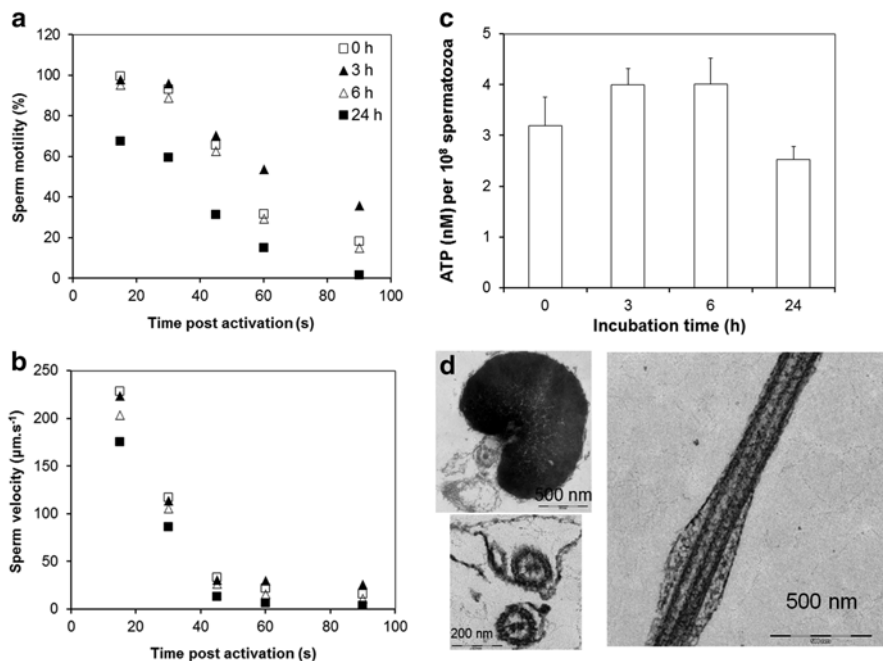 a
120
100
80
60
40
20
0
0 20 40 60 80 100
Sperm motility (%)
Time post activation (s)
0 h
3 h
6 h
24 h
b
250
200
150
100
50
0
0 20 40 60 80 100
Sperm velocity (µm.s⁻¹)
Time post activation (s)
c
5
4
3
2
1
0
0 3 6 24
ATP (nM) per 10⁸ spermatozoa
Incubation time (h)
d
500 nm
200 nm
500 nm